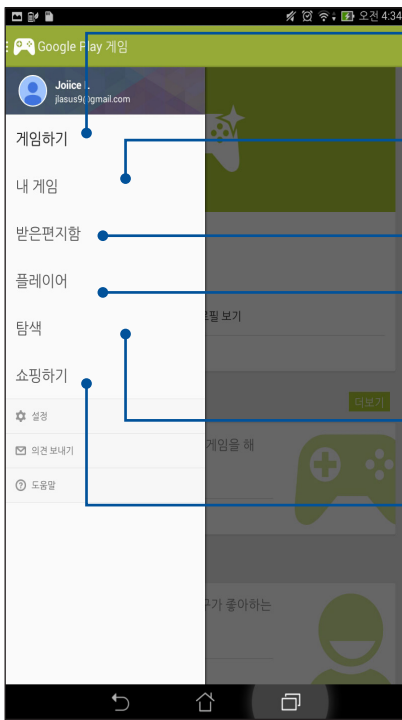 오전 4:34
Google Play 게임
Joiice
jlasus9@gmail.com
게임하기
내 게임
받은편지함
플레이어
탐색
쇼핑하기
설정
의견 보내기
도움말
필 보기
더보기
게임을 해
구가 좋아하는